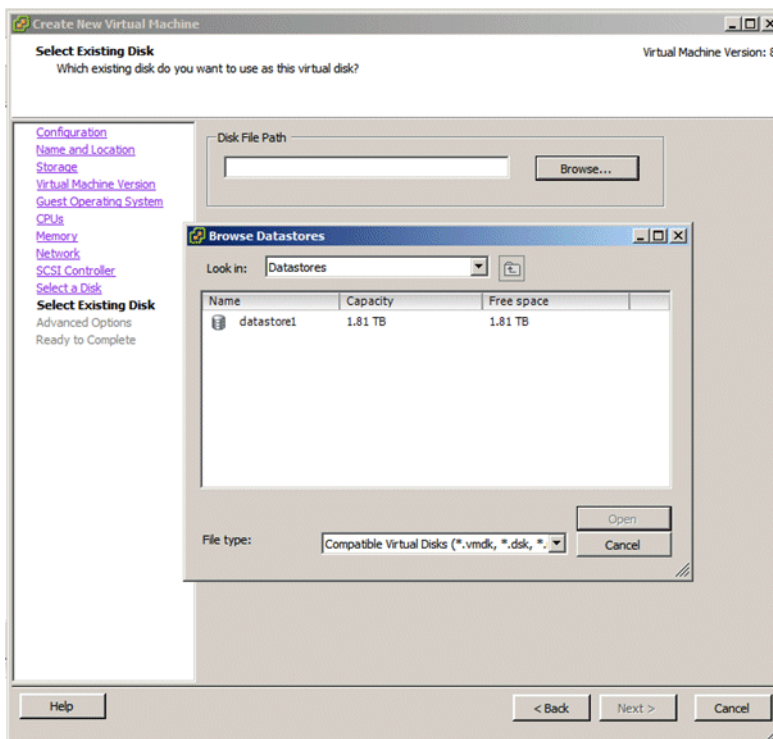 Create New Virtual Machine
Select Existing Disk
Which existing disk do you want to use as this virtual disk?
Virtual Machine Version: 8
Configuration
Name and Location
Storage
Virtual Machine Version
Guest Operating System
CPUs
Memory
Network
SCSI Controller
Select a Disk
Select Existing Disk
Advanced Options
Ready to Complete
Disk File Path
Browse...
Browse Datastores
Look in: Datastores
Name Capacity Free space
datastore1 1.81 TB 1.81 TB
Open
File type: Compatible Virtual Disks (*.vmdk, *.dsk, *.
Cancel
Help < Back Next > Cancel